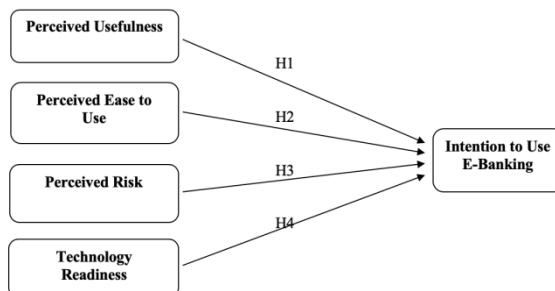 Perceived Usefulness
H1
Perceived Ease to
Use
H2
Intention to Use
E-Banking
Perceived Risk
H3
H4
Technology
Readiness